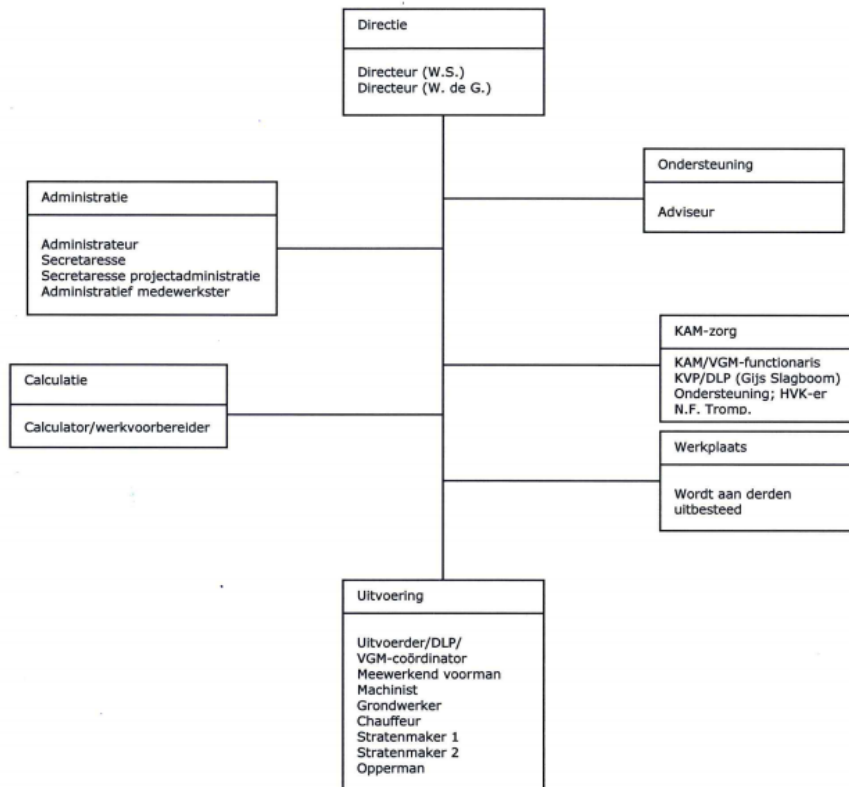 Directie
Directeur (W.S.)
Directeur (W. de G.)
Ondersteuning
Adviseur
Administratie
Administrateur
Secretaresse
Secretaresse projectadministratie
Administratief medewerkster
KAM-zorg
KAM/VGM-functionaris
KVP/DLP (Gijs Slagboom)
Ondersteuning; HVK-er
N.F. Tromp.
Calculatie
Calculator/werkvoorbereider
Werkplaats
Wordt aan derden
uitbesteed
Uitvoering
Uitvoerder/DLP/
VGM-coördinator
Meewerkend voorman
Machinist
Grondwerker
Chauffeur
Stratenmaker 1
Stratenmaker 2
Opperman